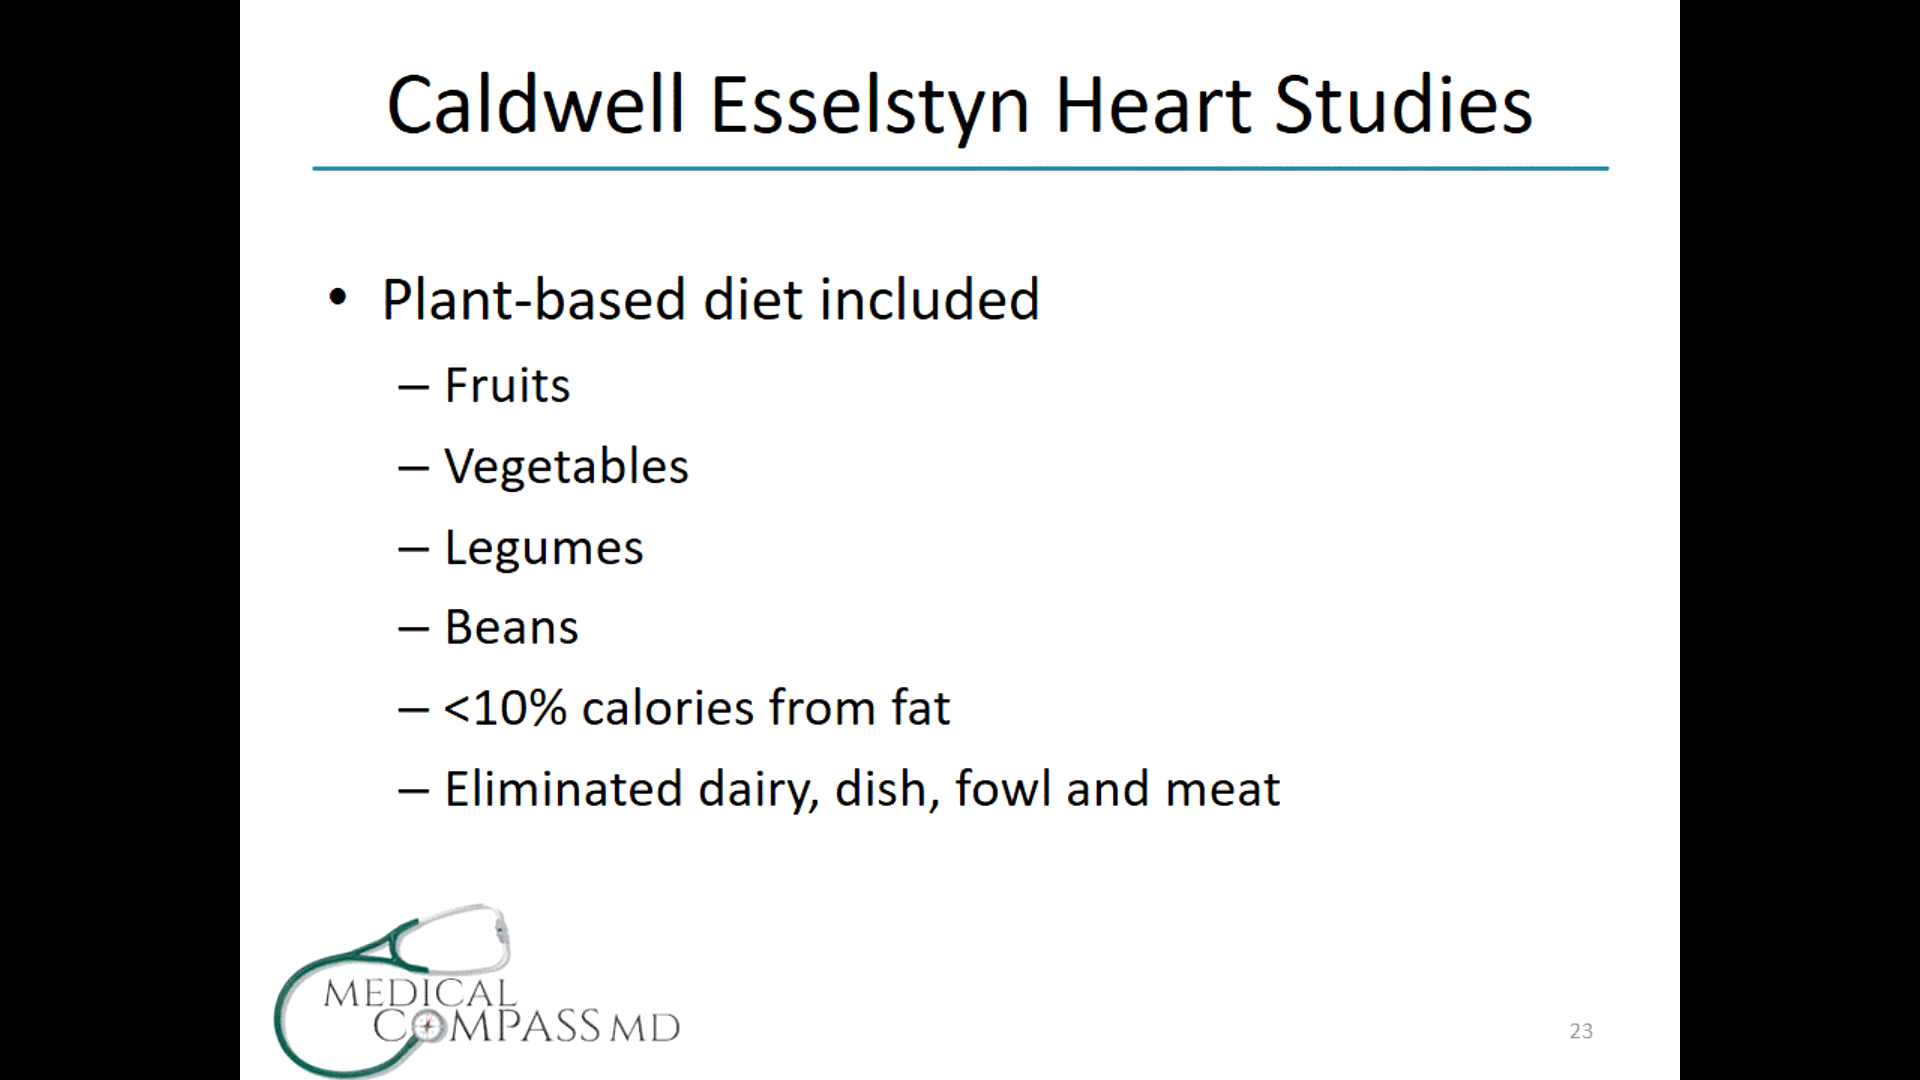 Caldwell Esselstyn Heart Studies
• Plant-based diet included
– Fruits
– Vegetables
– Legumes
– Beans
– <10% calories from fat
– Eliminated dairy, dish, fowl and meat
MEDICAL
COMPASS MD
23